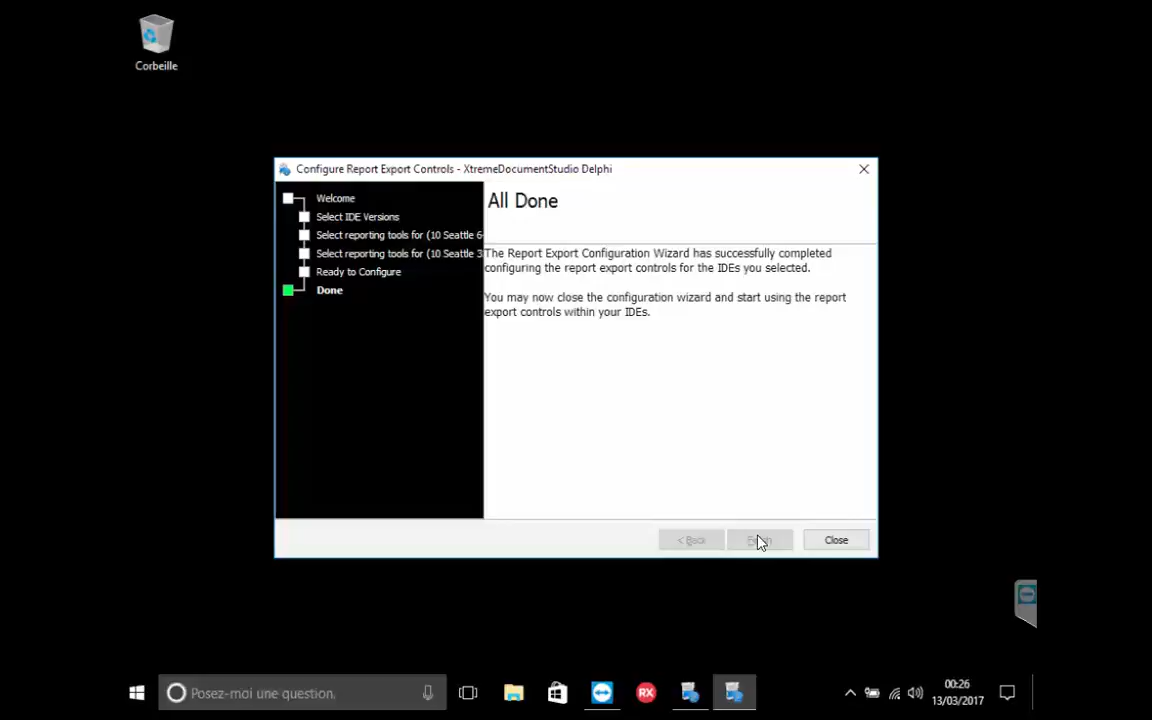 Corbeille
Configure Report Export Controls - XtremeDocumentStudio Delphi
Welcome
Select IDE Versions
Select reporting tools for (10 Seattle 6
Select reporting tools for (10 Seattle 3
Ready to Configure
Done
All Done
The Report Export Configuration Wizard has successfully completed
configuring the report export controls for the IDEs you selected.
You may now close the configuration wizard and start using the report
export controls within your IDEs.
< Back
Close
Posez-moi une question.
RX
00:26
13/03/2017